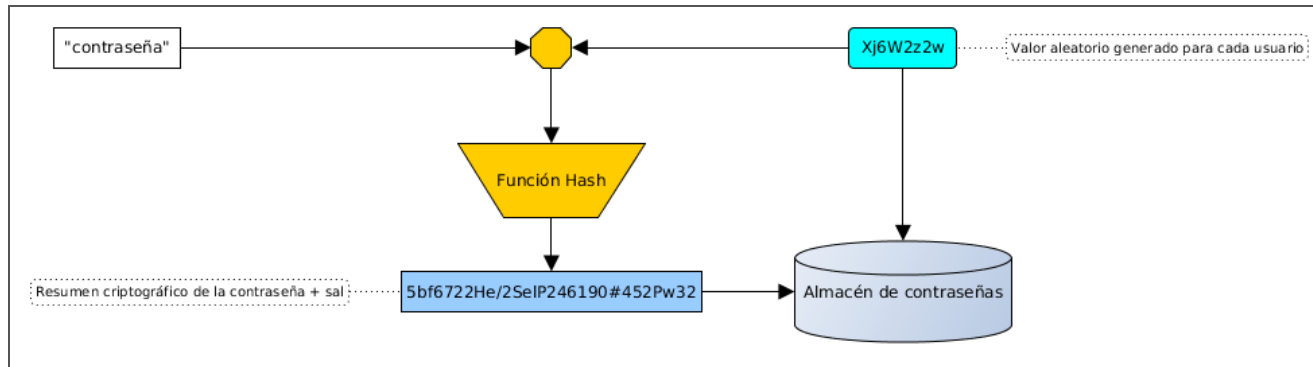 "contraseña"
Xj6W2z2w
Valor aleatorio generado para cada usuario
Función Hash
Resumen criptográfico de la contraseña + sal
5bf6722He/2SelP246190#452Pw32
Almacén de contraseñas